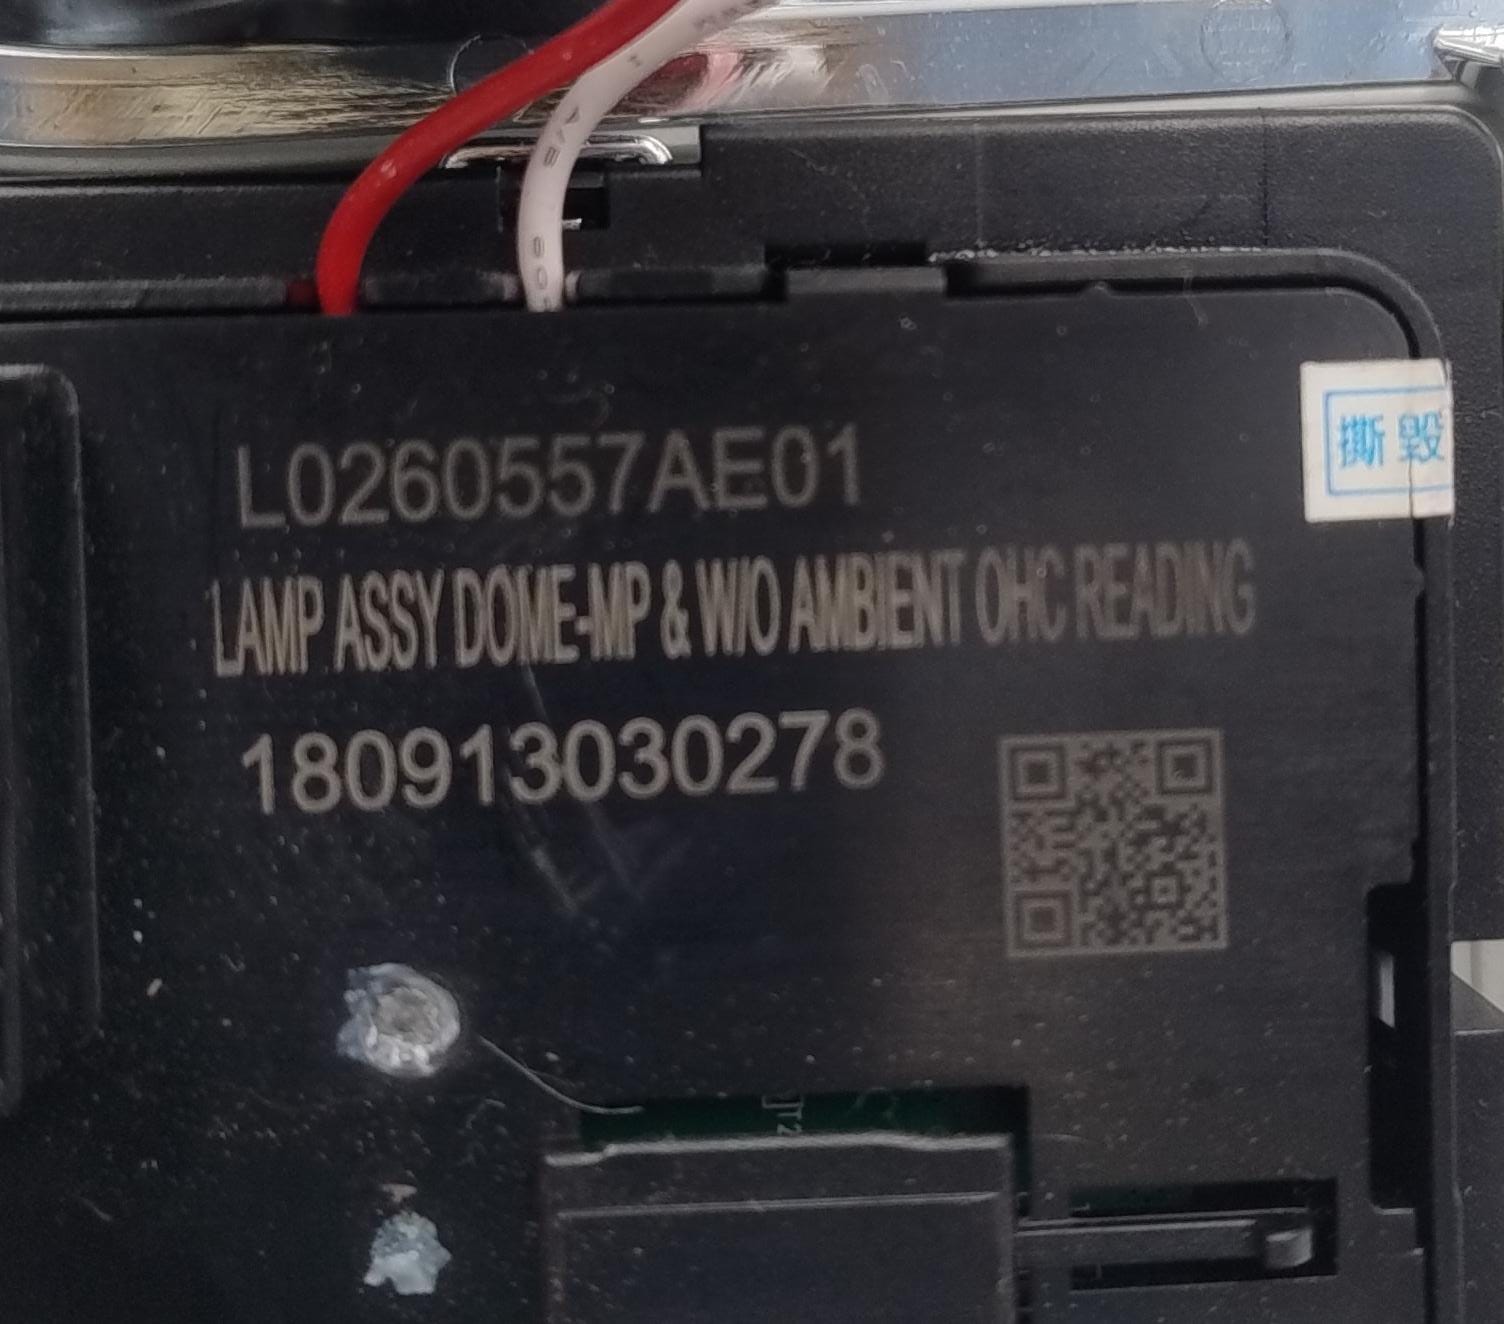 撕毁
L0260557AE01
LAMP ASSY DOME-MP & W/O AMBIENT OHC READING
180913030278